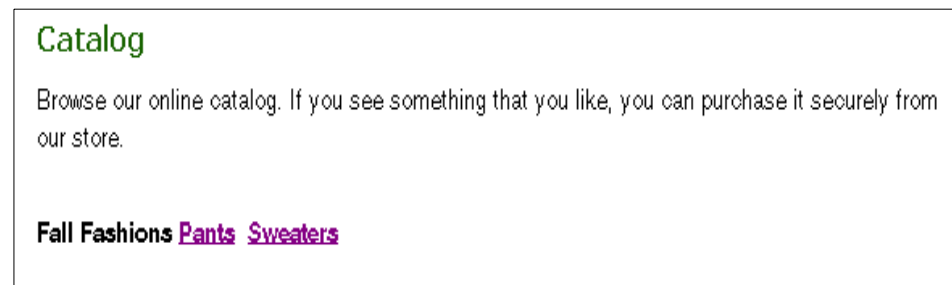 Catalog
Browse our online catalog. If you see something that you like, you can purchase it securely from
our store.
Fall Fashions Pants Sweaters